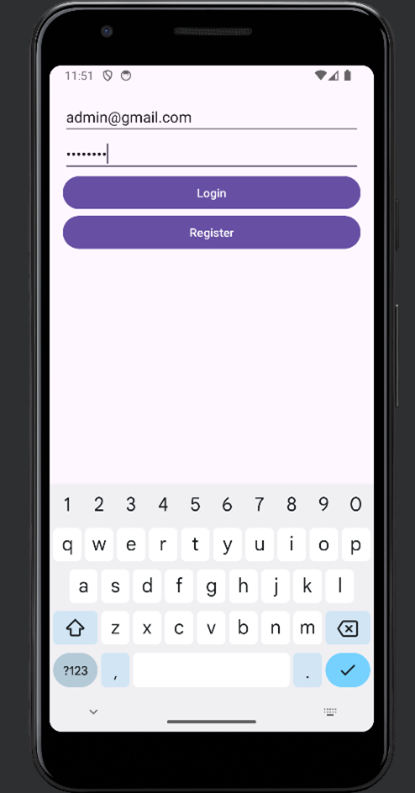 11:51
admin@gmail.com
••••••••
Login
Register
1 2 3 4 5 6 7 8 9 0
q w e r t y u i o p
a s d f g h j k l
z x c v b n m
?123 , .